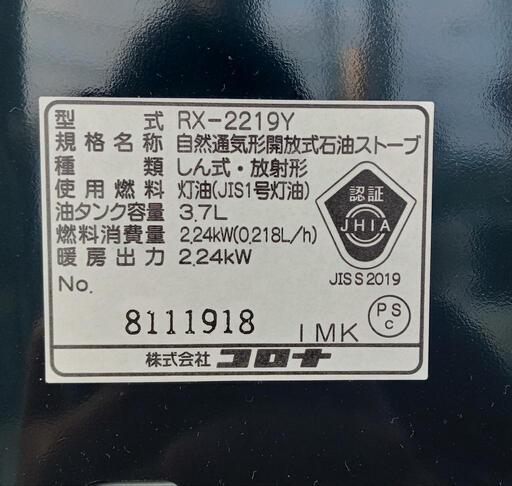 型式 RX-2219Y
規格名称 自然通気形開放式石油ストーブ
種類 しん式・放射形
使用燃料 灯油(JIS1号灯油)
油タンク容量 3.7L
燃料消費量 2.24kW(0.218L/h)
暖房出力 2.24kW
認証
JHIA
JIS S 2019
No.
8111918
IMK
PS
C
株式会社 コロナ